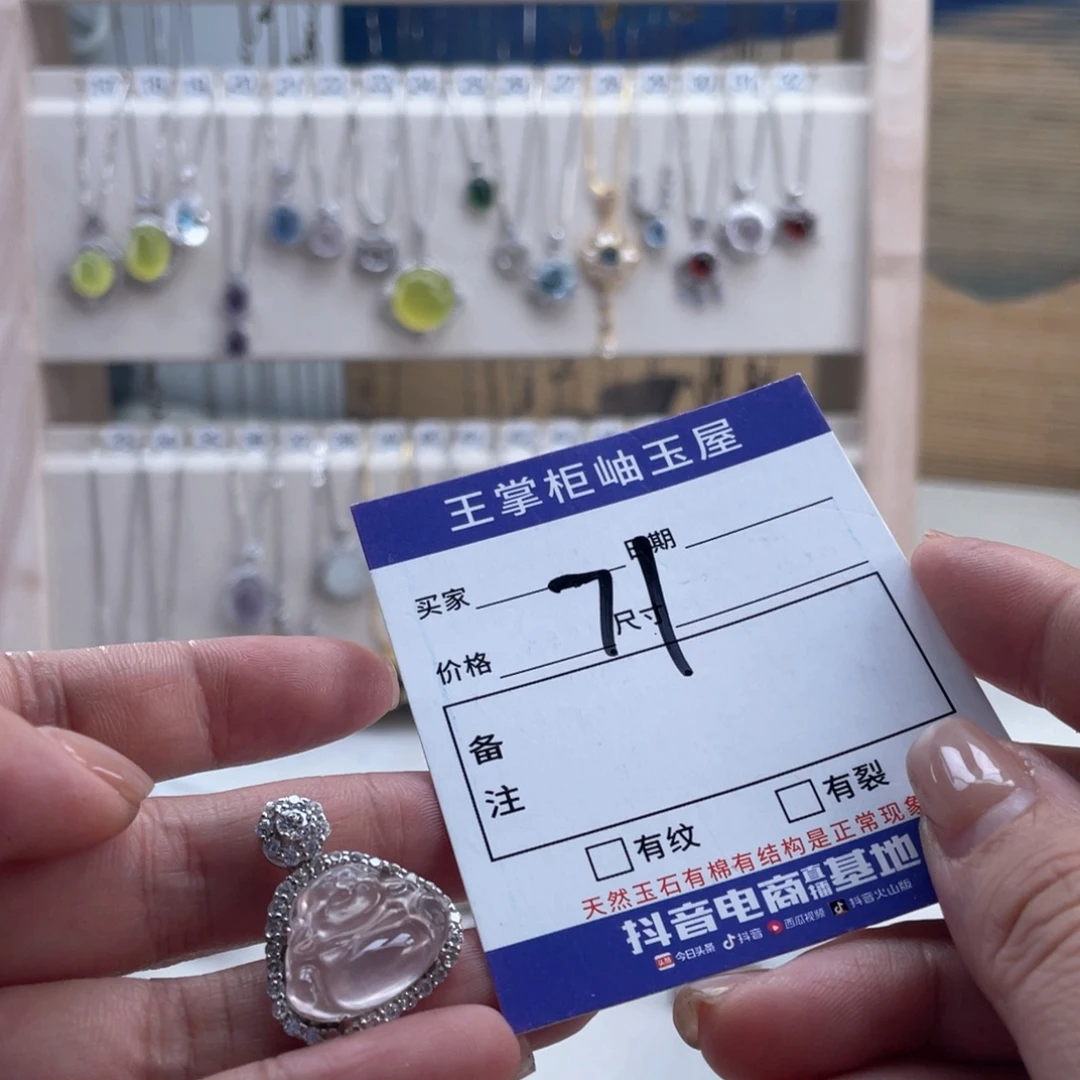 王掌柜岫玉屋
买家 日期
价格 尺寸
71
备
注
有纹 有裂
天然玉石有棉有结构是正常现象
抖音电商直播基地
头条 今日头条 抖音 西瓜视频 抖音火山版